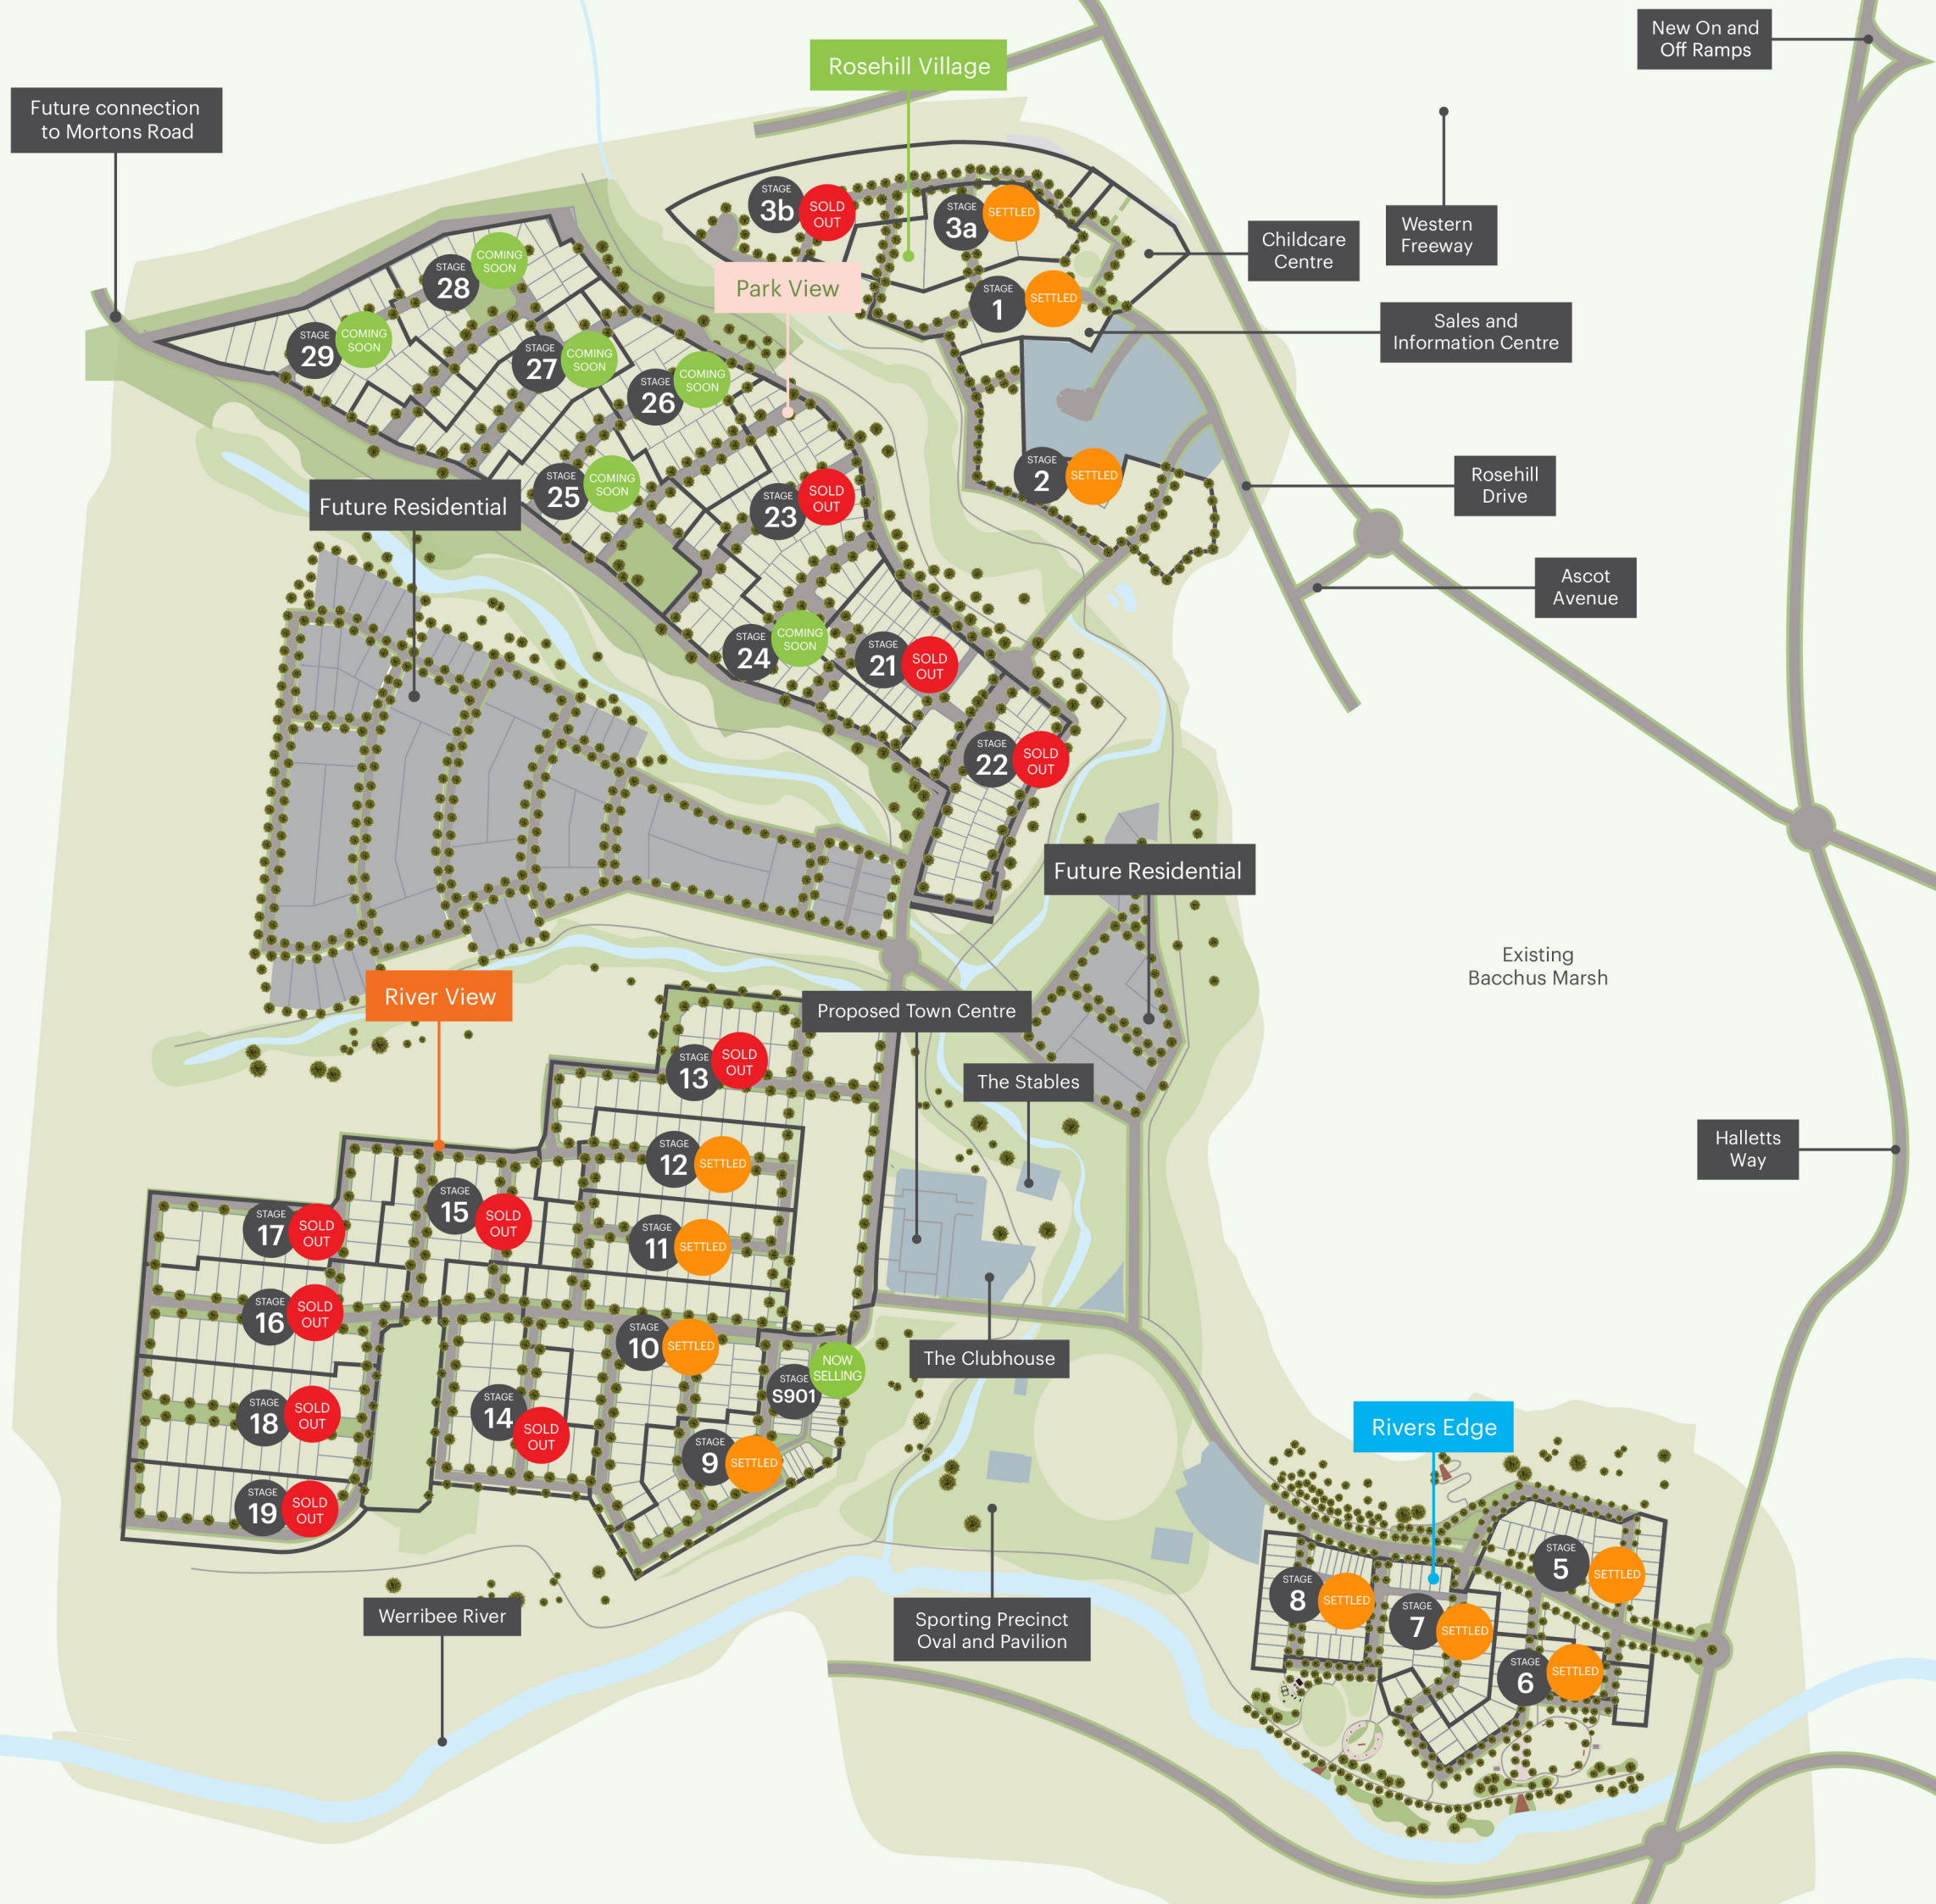 New On and
Off Ramps
Rosehill Village
Future connection
to Mortons Road
Western
Freeway
STAGE
3b
SOLD
OUT
STAGE
3a
SETTLED
Childcare
Centre
STAGE
28
COMING
SOON
Park View
STAGE
1
SETTLED
Sales and
Information Centre
STAGE
29
COMING
SOON
STAGE
27
COMING
SOON
STAGE
26
COMING
SOON
STAGE
2
SETTLED
Rosehill
Drive
STAGE
25
COMING
SOON
Future Residential
STAGE
23
SOLD
OUT
Ascot
Avenue
STAGE
24
COMING
SOON
STAGE
21
SOLD
OUT
STAGE
22
SOLD
OUT
Future Residential
Existing
Bacchus Marsh
River View
Proposed Town Centre
STAGE
13
SOLD
OUT
The Stables
Halletts
Way
STAGE
12
SETTLED
STAGE
15
SOLD
OUT
STAGE
17
SOLD
OUT
STAGE
11
SETTLED
STAGE
16
SOLD
OUT
STAGE
10
SETTLED
The Clubhouse
STAGE
S901
NOW
SELLING
STAGE
18
SOLD
OUT
STAGE
14
SOLD
OUT
STAGE
9
SETTLED
Rivers Edge
STAGE
19
SOLD
OUT
STAGE
5
SETTLED
STAGE
8
SETTLED
STAGE
7
SETTLED
STAGE
6
SETTLED
Werribee River
Sporting Precinct
Oval and Pavilion